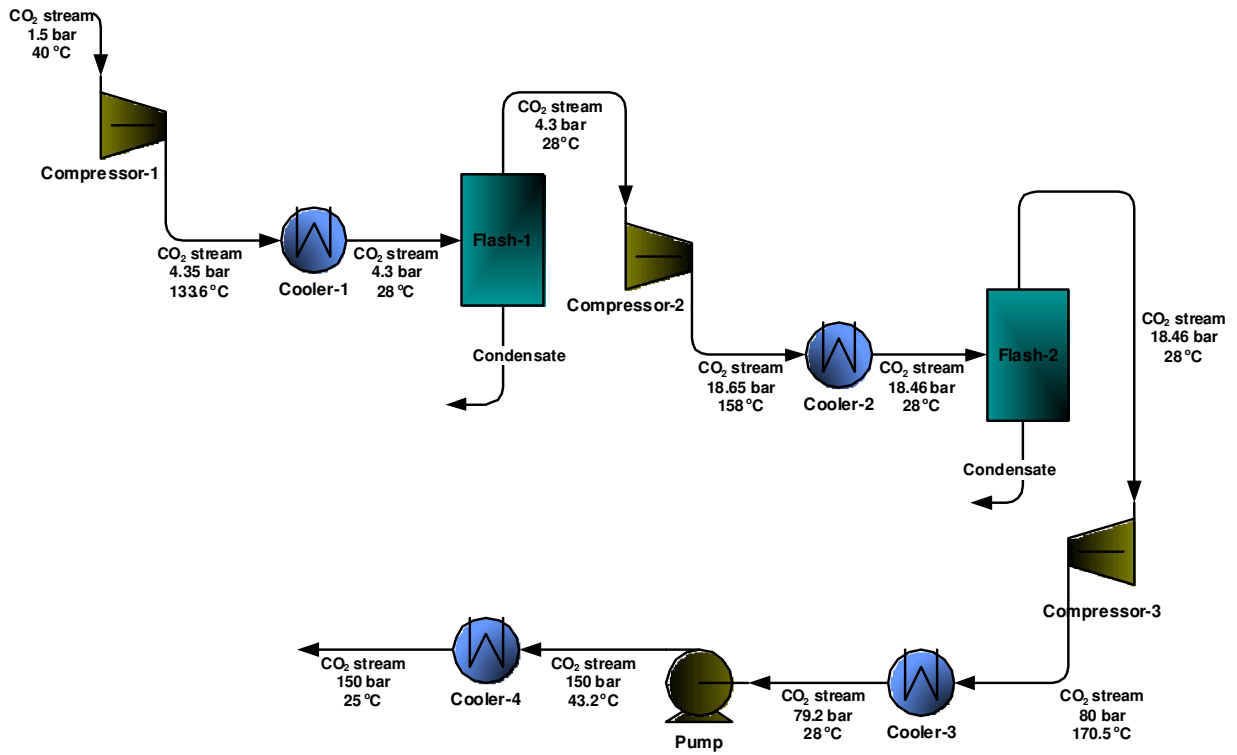 CO₂ stream
1.5 bar
40 °C
Compressor-1
CO₂ stream
4.35 bar
133.6°C
Cooler-1
CO₂ stream
4.3 bar
28°C
Flash-1
Condensate
CO₂ stream
4.3 bar
28°C
Compressor-2
CO₂ stream
18.65 bar
158°C
Cooler-2
CO₂ stream
18.46 bar
28°C
Flash-2
Condensate
CO₂ stream
18.46 bar
28°C
Compressor-3
CO₂ stream
80 bar
170.5°C
Cooler-3
CO₂ stream
79.2 bar
28°C
Pump
CO₂ stream
150 bar
43.2°C
Cooler-4
CO₂ stream
150 bar
25 °C